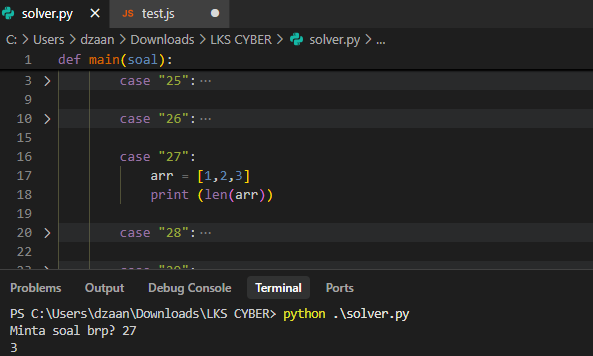 solver.py × JS test.js ●
C: > Users > dzaan > Downloads > LKS CYBER > solver.py > ...
1 def main(soal):
3 > case "25":···
9
10 > case "26":···
15
16 case "27":
17 arr = [1,2,3]
18 print (len(arr))
19
20 > case "28":···
22
Problems Output Debug Console Terminal Ports
PS C:\Users\dzaan\Downloads\LKS CYBER> python .\solver.py
Minta soal brp? 27
3